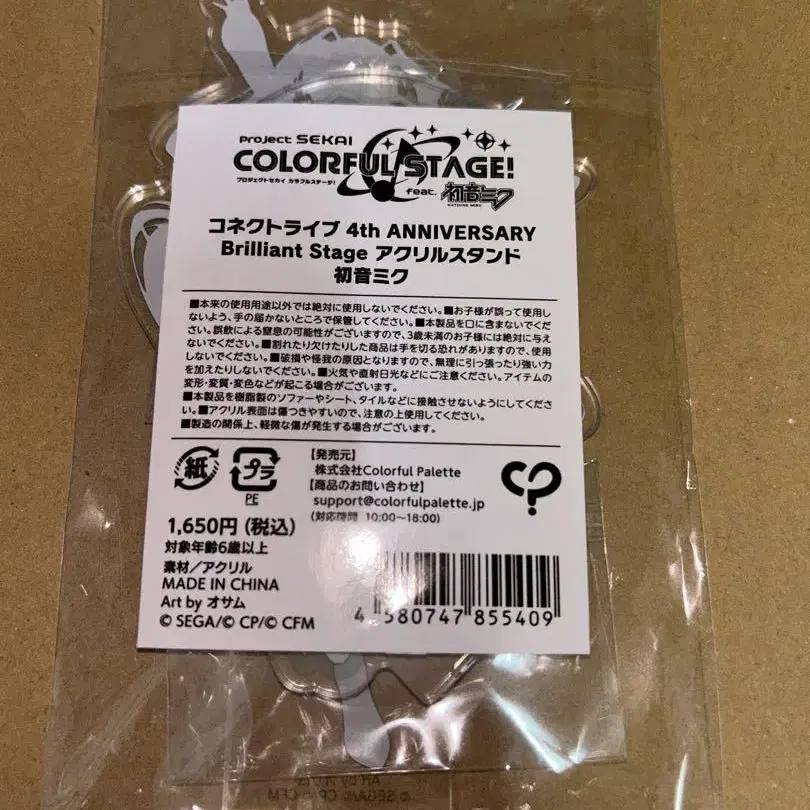 Project SEKAI
COLORFUL STAGE!
プロジェクトセカイ カラフルステージ!
feat. 初音ミク
HATSUNE MIKU
コネクトライブ 4th ANNIVERSARY
Brilliant Stage アクリルスタンド
初音ミク
■本来の使用用途以外では絶対に使用しないでください。■お子様が誤って使用し
ないよう、手の届かないところで保管してください。■本製品を口に含まないでくだ
さい。誤飲による窒息の可能性がございますので、3歳未満のお子様には絶対に与え
ないでください。■割れたり欠けたりした商品は手を切る恐れがありますので、使用
しないでください。■破損や怪我の原因となりますので、無理に引っ張ったり強い力
を加えたりしないでください。■火気や直射日光などにご注意ください。アイテムの
変形・変質・変色などが起こる場合がございます。
■本製品を樹脂製のソファーやシート、タイルなどに接触させないようにしてくださ
い。■アクリル表面は傷つきやすいので、注意の上使用してください。
■製造の関係上、軽微な傷が発生する場合がございます。
紙
プラ
PE
【発売元】
株式会社Colorful Palette
【商品のお問い合わせ】
support@colorfulpalette.jp
(対応時間 10:00〜18:00)
CP
1,650円(税込)
対象年齢6歳以上
素材/アクリル
MADE IN CHINA
Art by オサム
© SEGA/© CP/© CFM
4 580747 855409
Art by オサム
© SEGA/© CP/© CFM